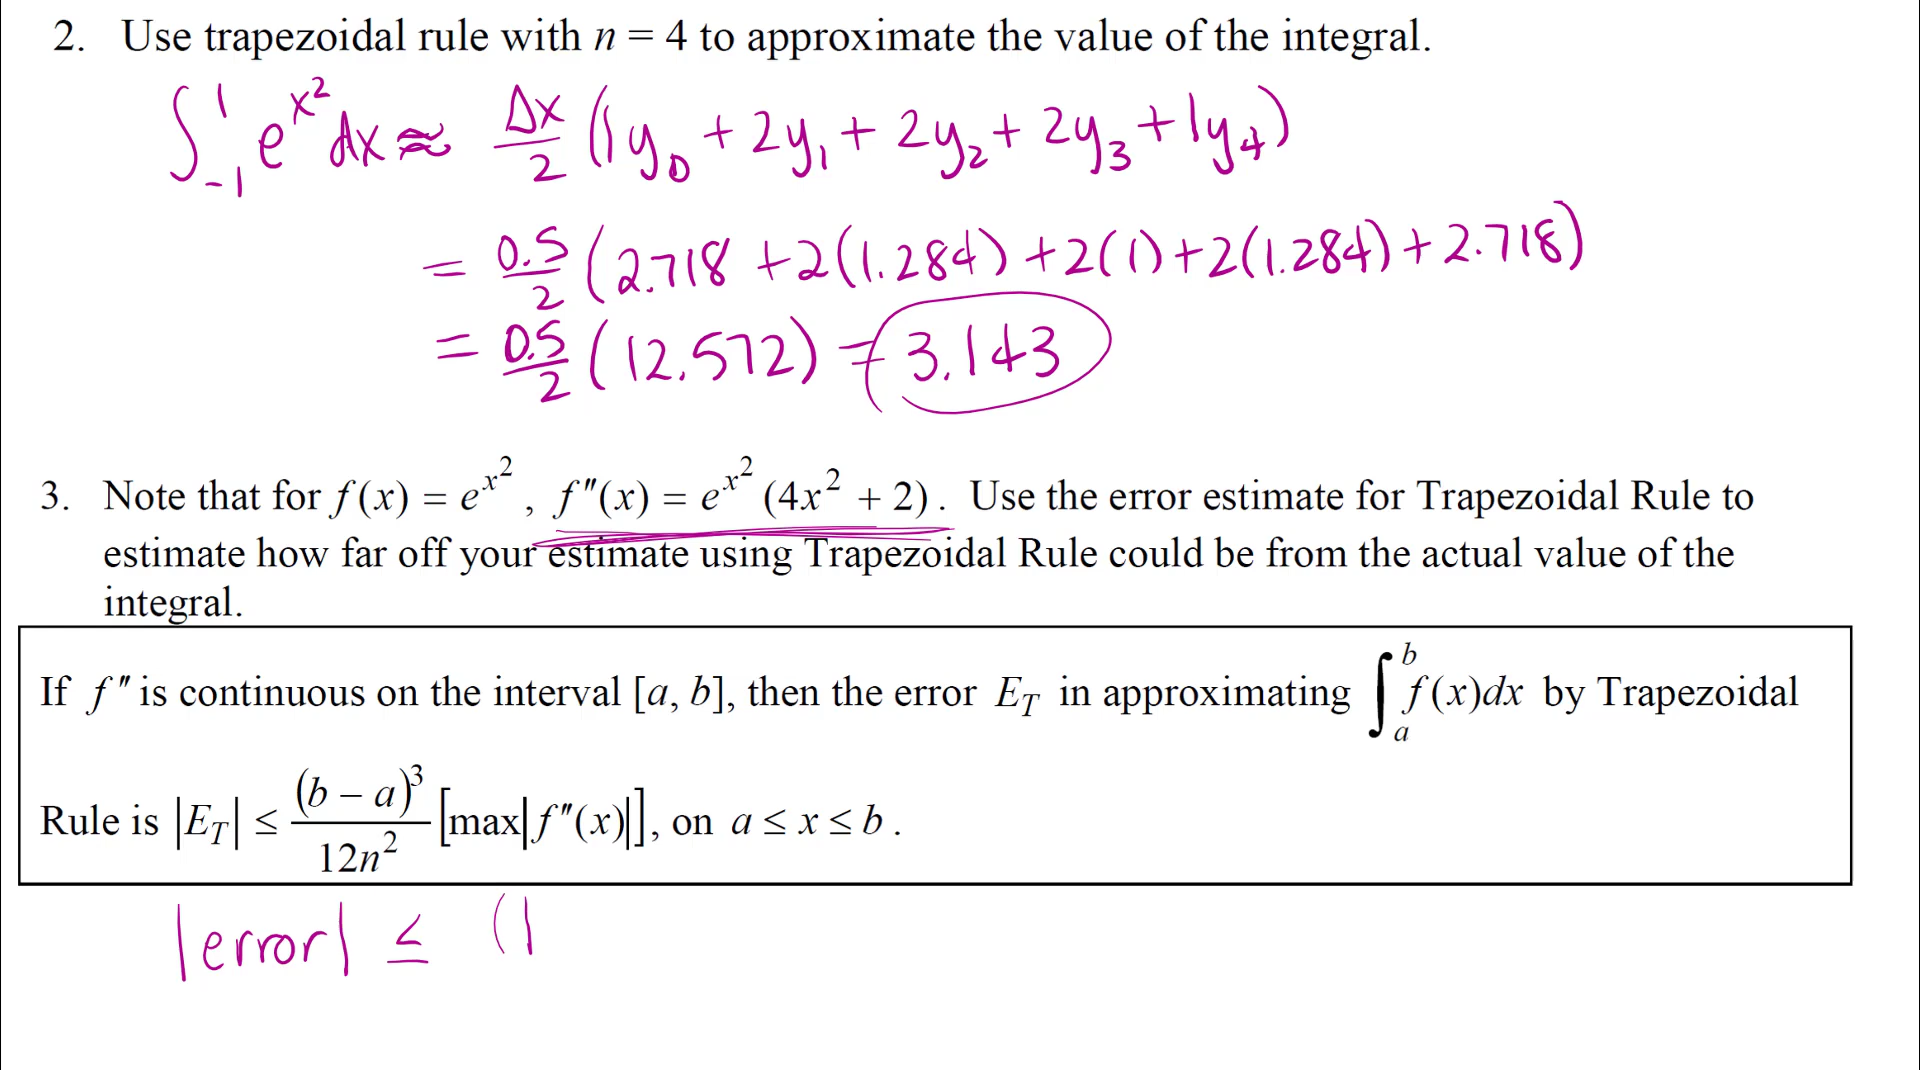 2. Use trapezoidal rule with n = 4 to approximate the value of the integral.
∫₋₁¹ e^(x²) dx ≈ Δx/2 (1y₀ + 2y₁ + 2y₂ + 2y₃ + 1y₄)
= 0.5/2 (2.718 + 2(1.284) + 2(1) + 2(1.284) + 2.718)
= 0.5/2 (12.572) = 3.143
3. Note that for f(x) = e^(x²), f″(x) = e^(x²) (4x² + 2). Use the error estimate for Trapezoidal Rule to
estimate how far off your estimate using Trapezoidal Rule could be from the actual value of the
integral.
If f″ is continuous on the interval [a, b], then the error E_T in approximating ∫ₐᵇ f(x)dx by Trapezoidal
Rule is |E_T| ≤ (b − a)³/12n² [max|f″(x)|], on a ≤ x ≤ b.
|error| ≤ (1